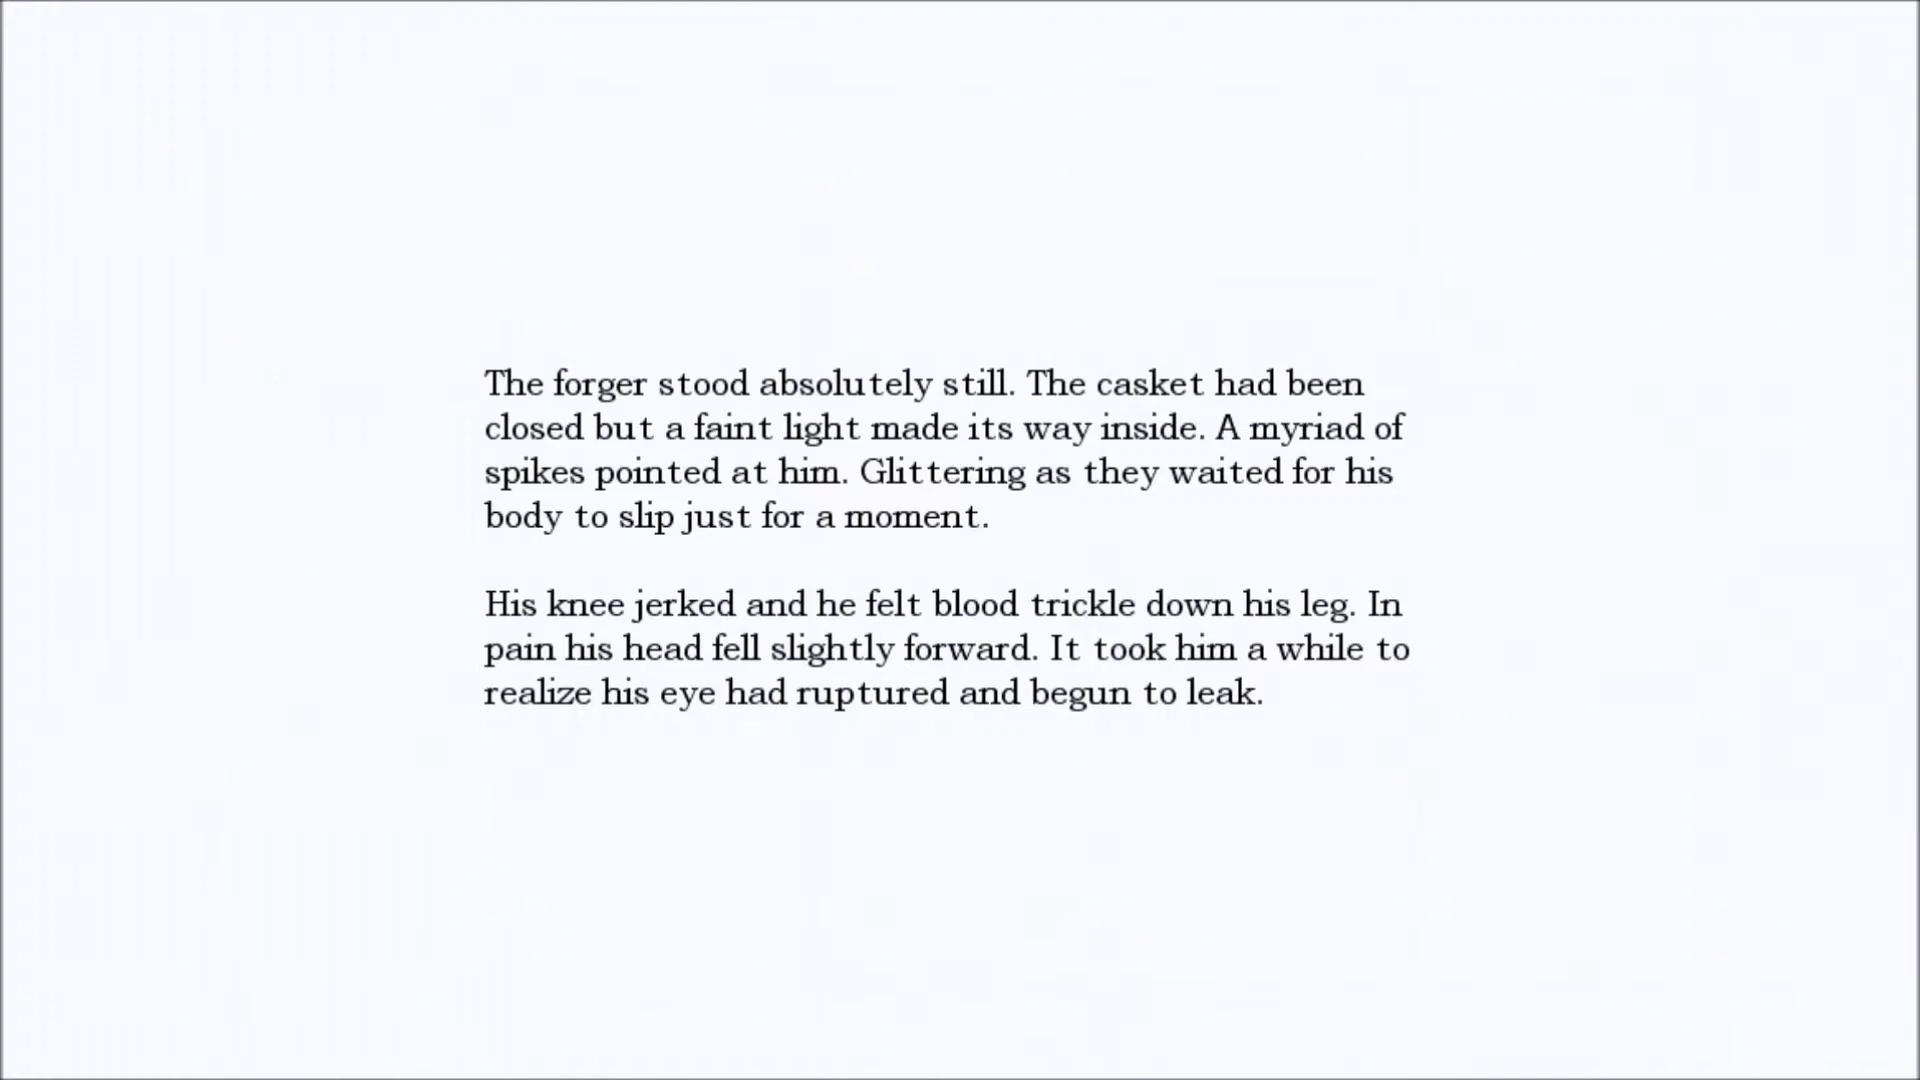 The forger stood absolutely still. The casket had been
closed but a faint light made its way inside. A myriad of
spikes pointed at him. Glittering as they waited for his
body to slip just for a moment.
His knee jerked and he felt blood trickle down his leg. In
pain his head fell slightly forward. It took him a while to
realize his eye had ruptured and begun to leak.